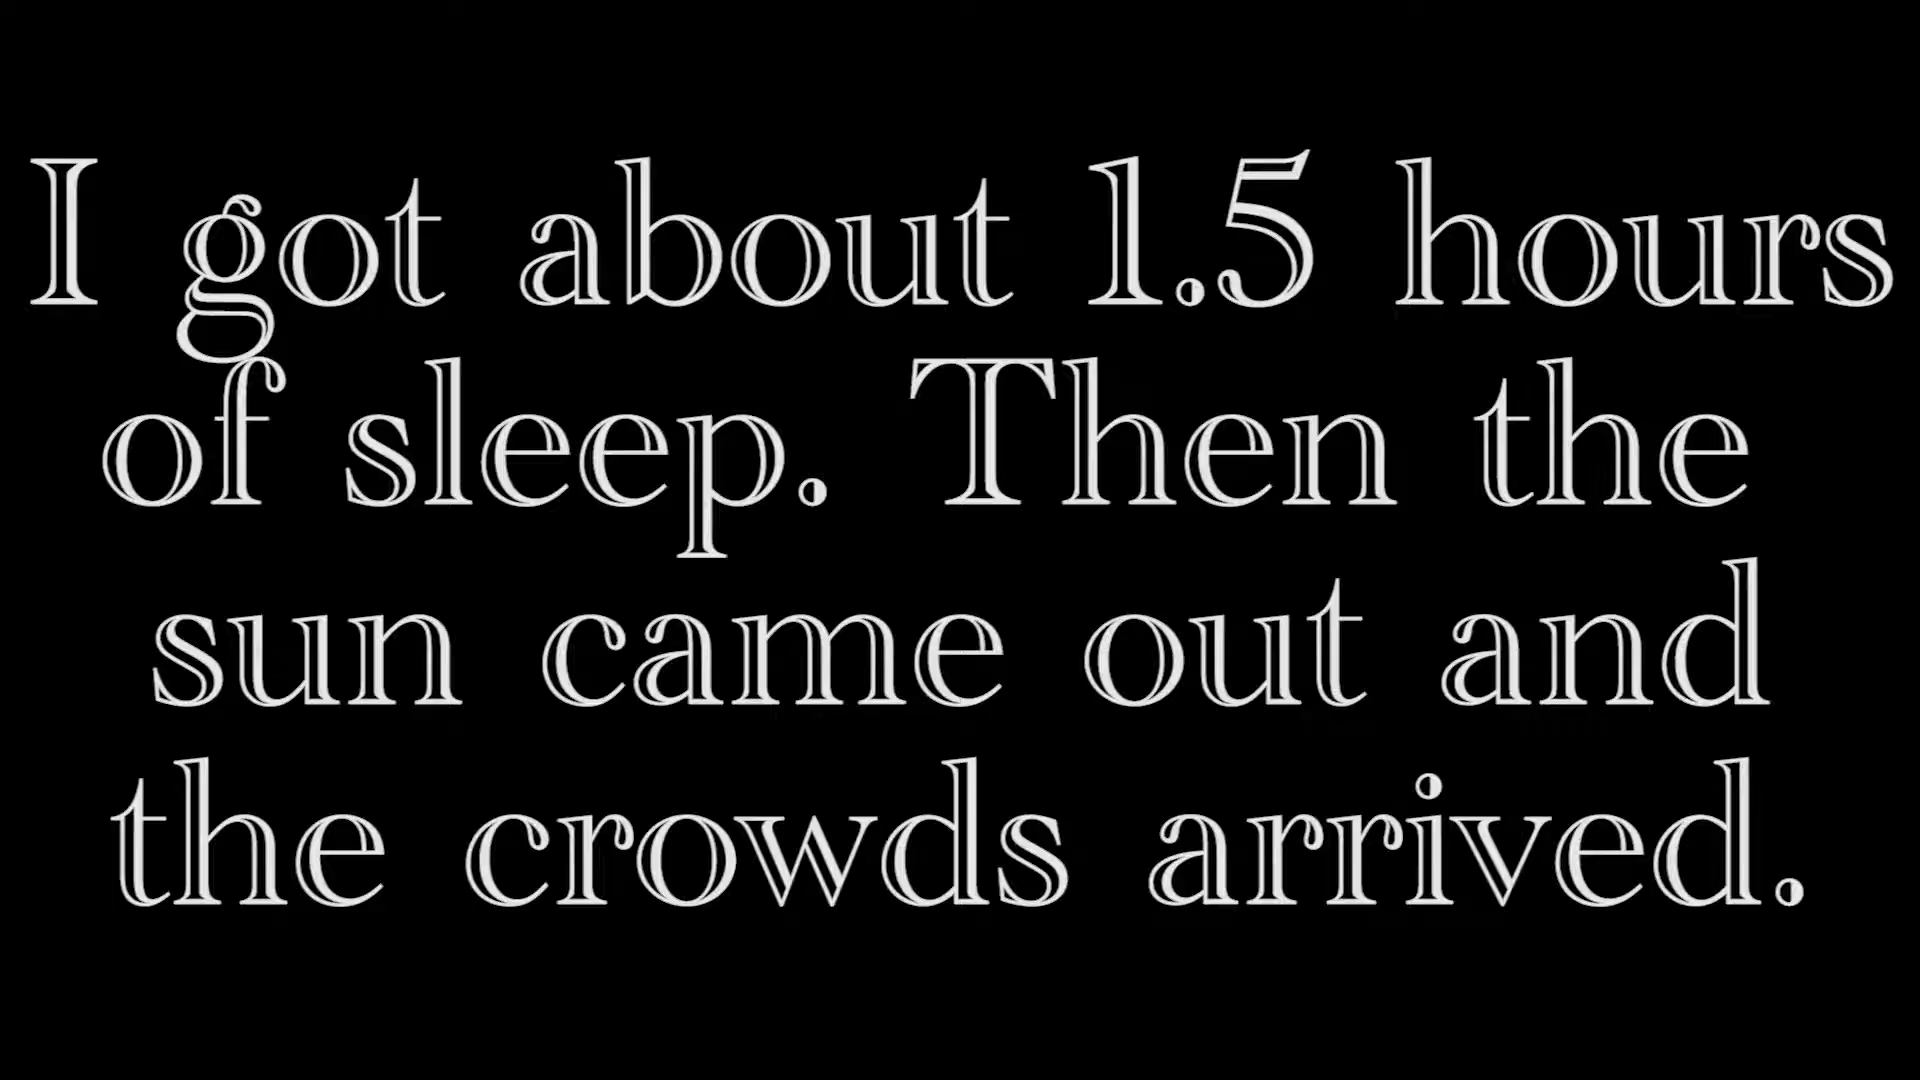 I got about 1.5 hours
of sleep. Then the
sun came out and
the crowds arrived.